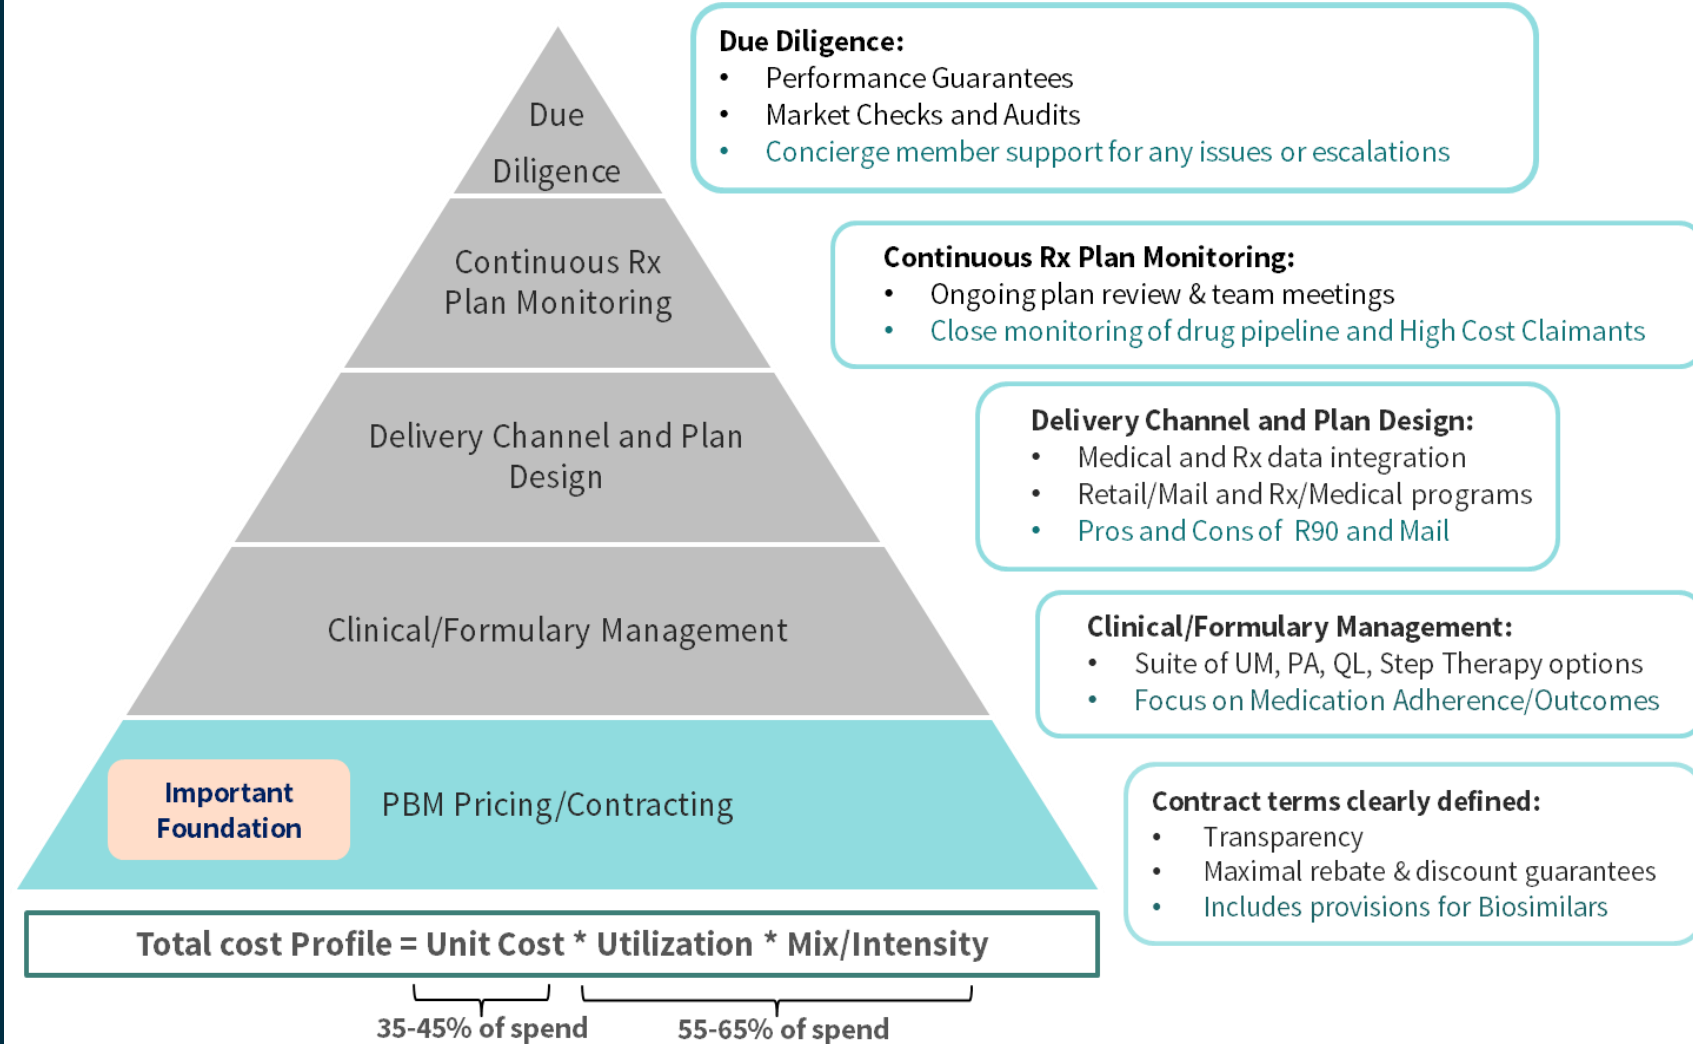 Due
Diligence
Due Diligence:
• Performance Guarantees
• Market Checks and Audits
• Concierge member support for any issues or escalations
Continuous Rx
Plan Monitoring
Continuous Rx Plan Monitoring:
• Ongoing plan review & team meetings
• Close monitoring of drug pipeline and High Cost Claimants
Delivery Channel and Plan
Design
Delivery Channel and Plan Design:
• Medical and Rx data integration
• Retail/Mail and Rx/Medical programs
• Pros and Cons of R90 and Mail
Clinical/Formulary Management
Clinical/Formulary Management:
• Suite of UM, PA, QL, Step Therapy options
• Focus on Medication Adherence/Outcomes
Important
Foundation
PBM Pricing/Contracting
Contract terms clearly defined:
• Transparency
• Maximal rebate & discount guarantees
• Includes provisions for Biosimilars
Total cost Profile = Unit Cost * Utilization * Mix/Intensity
35-45% of spend
55-65% of spend